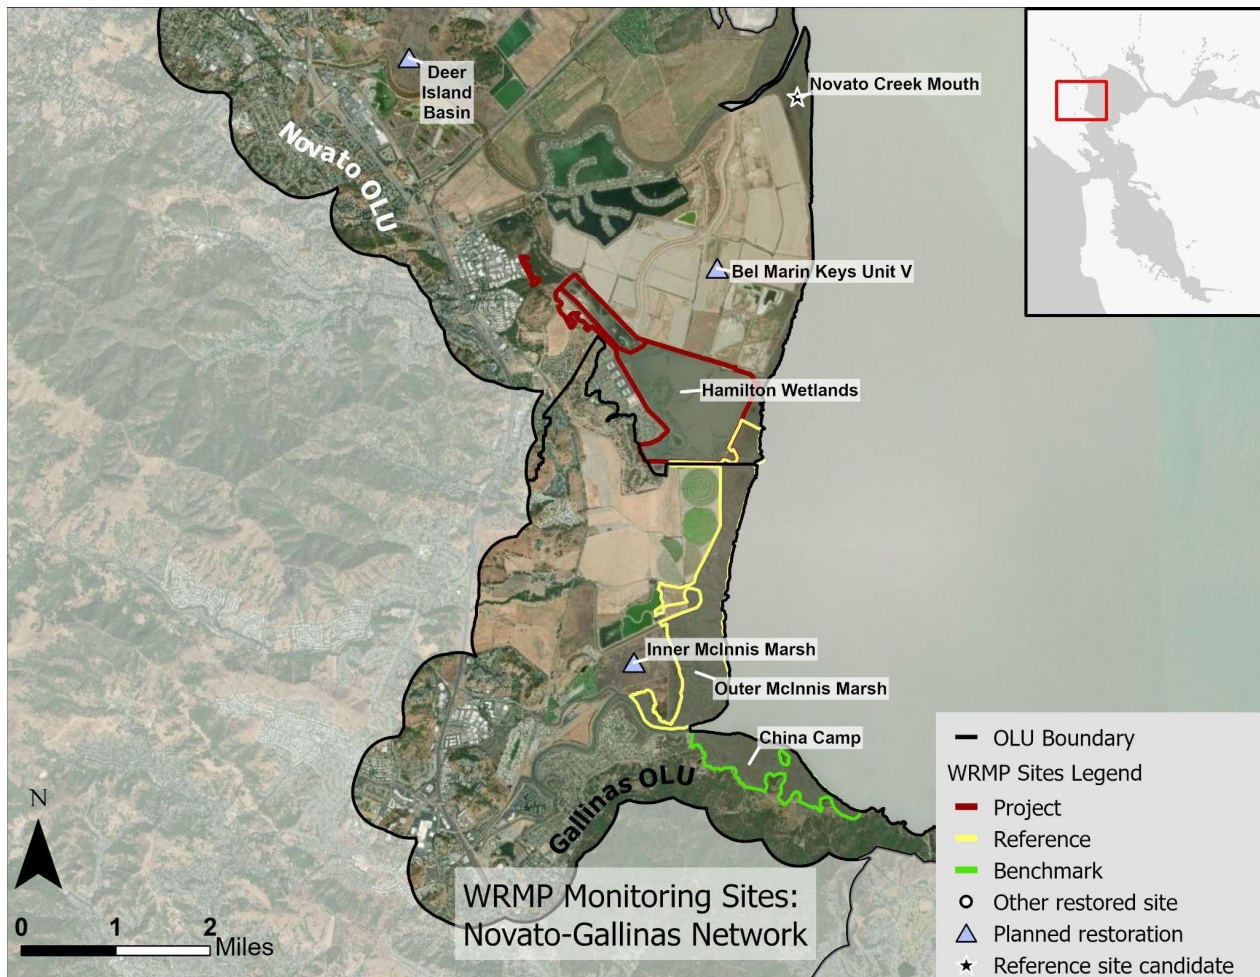 Deer
Island
Basin
Novato Creek Mouth
Novato OLU
Bel Marin Keys Unit V
Hamilton Wetlands
Inner McInnis Marsh
Outer McInnis Marsh
China Camp
Gallinas OLU
N
0 1 2
Miles
WRMP Monitoring Sites:
Novato-Gallinas Network
OLU Boundary
WRMP Sites Legend
Project
Reference
Benchmark
Other restored site
Planned restoration
Reference site candidate